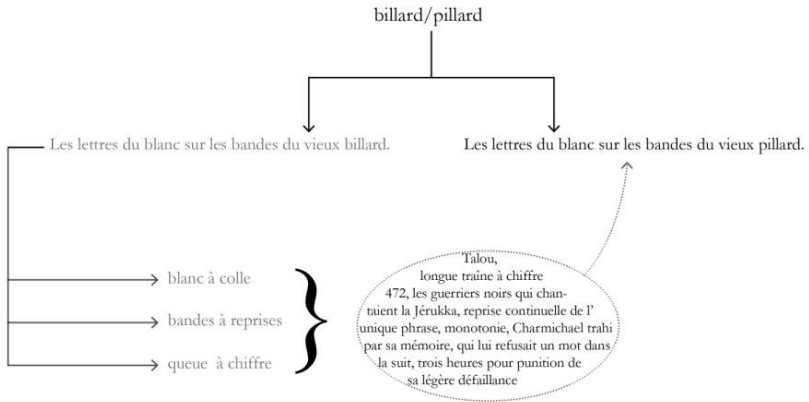 billard/pillard
Les lettres du blanc sur les bandes du vieux billard.
Les lettres du blanc sur les bandes du vieux pillard.
blanc à colle
bandes à reprises
queue à chiffre
Talou,
longue traîne à chiffre
472, les guerriers noirs qui chan-
taient la Jérukka, reprise continuelle de l’
unique phrase, monotonie, Charmichael trahi
par sa mémoire, qui lui refusait un mot dans
la suit, trois heures pour punition de
sa légère défaillance